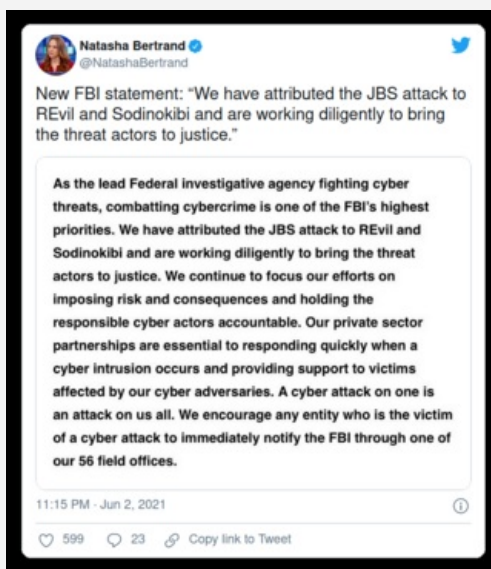 Natasha Bertrand
@NatashaBertrand
New FBI statement: “We have attributed the JBS attack to
REvil and Sodinokibi and are working diligently to bring
the threat actors to justice.”
As the lead Federal investigative agency fighting cyber
threats, combatting cybercrime is one of the FBI’s highest
priorities. We have attributed the JBS attack to REvil and
Sodinokibi and are working diligently to bring the threat
actors to justice. We continue to focus our efforts on
imposing risk and consequences and holding the
responsible cyber actors accountable. Our private sector
partnerships are essential to responding quickly when a
cyber intrusion occurs and providing support to victims
affected by our cyber adversaries. A cyber attack on one is
an attack on us all. We encourage any entity who is the victim
of a cyber attack to immediately notify the FBI through one of
our 56 field offices.
11:15 PM · Jun 2, 2021
599 23 Copy link to Tweet